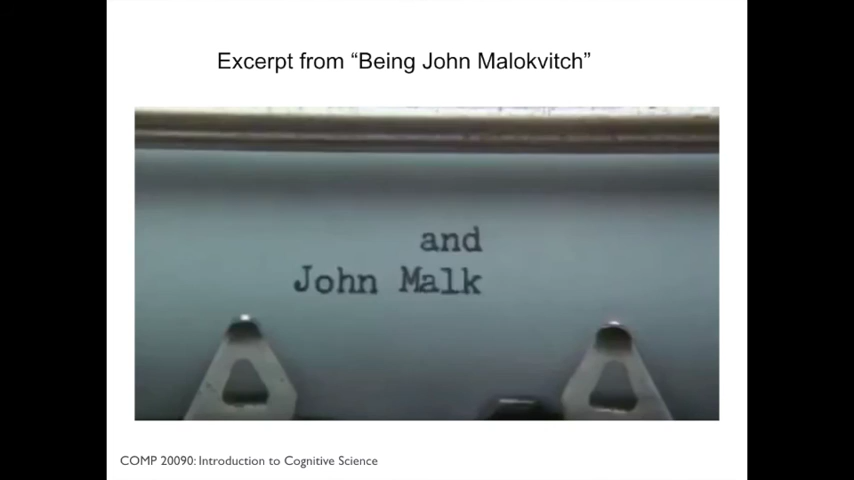 Excerpt from “Being John Malokvitch”
and
John Malk
COMP 20090: Introduction to Cognitive Science